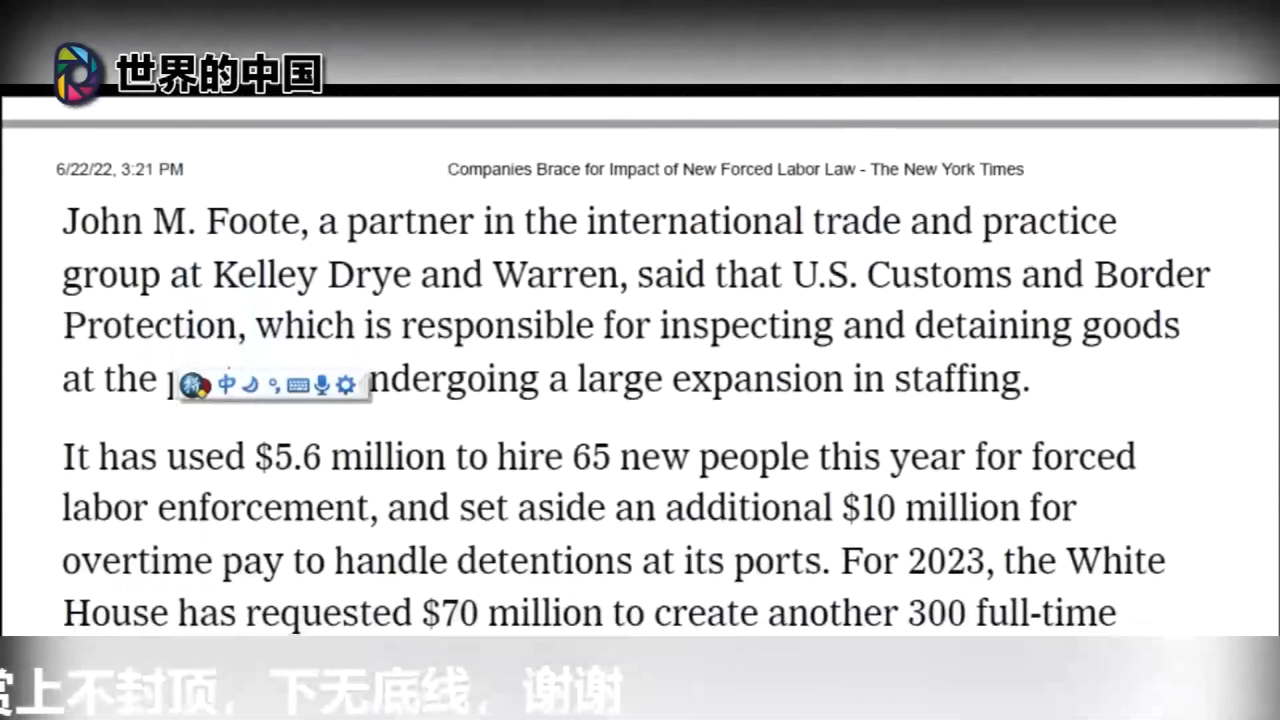 世界的中国
6/22/22, 3:21 PM
Companies Brace for Impact of New Forced Labor Law - The New York Times
John M. Foote, a partner in the international trade and practice
group at Kelley Drye and Warren, said that U.S. Customs and Border
Protection, which is responsible for inspecting and detaining goods
at the ndergoing a large expansion in staffing.
中
It has used $5.6 million to hire 65 new people this year for forced
labor enforcement, and set aside an additional $10 million for
overtime pay to handle detentions at its ports. For 2023, the White
House has requested $70 million to create another 300 full-time
赏上不封顶，下无底线，谢谢